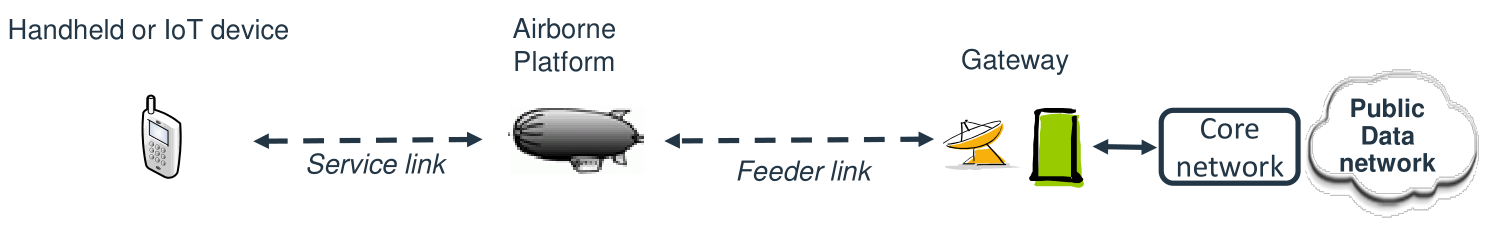 Handheld or IoT device
Airborne
Platform
Gateway
Service link
Feeder link
Core
network
Public
Data
network